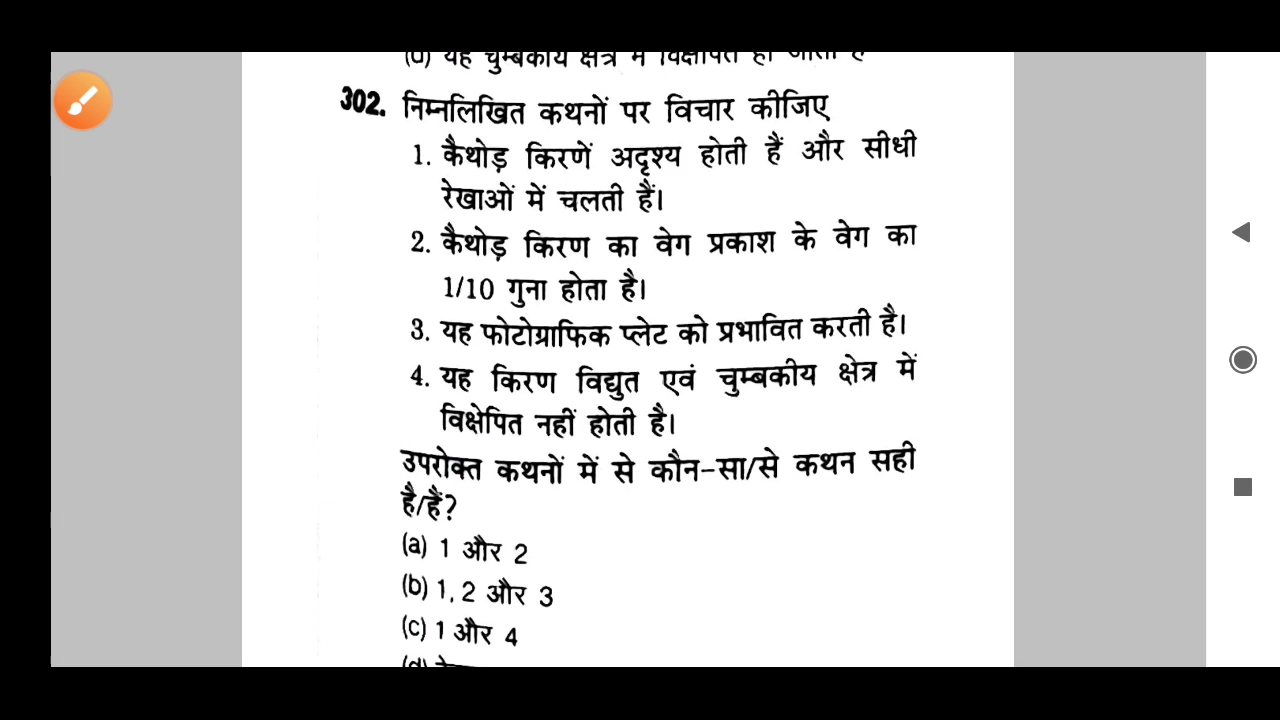 (d) यह चुम्बकीय क्षेत्र में विक्षेपित हो जाती है
302. निम्नलिखित कथनों पर विचार कीजिए
1. कैथोड़ किरणें अदृश्य होती हैं और सीधी
रेखाओं में चलती हैं।
2. कैथोड़ किरण का वेग प्रकाश के वेग का
1/10 गुना होता है।
3. यह फोटोग्राफिक प्लेट को प्रभावित करती है।
4. यह किरण विद्युत एवं चुम्बकीय क्षेत्र में
विक्षेपित नहीं होती है।
उपरोक्त कथनों में से कौन-सा/से कथन सही
है/हैं?
(a) 1 और 2
(b) 1, 2 और 3
(c) 1 और 4
(d)